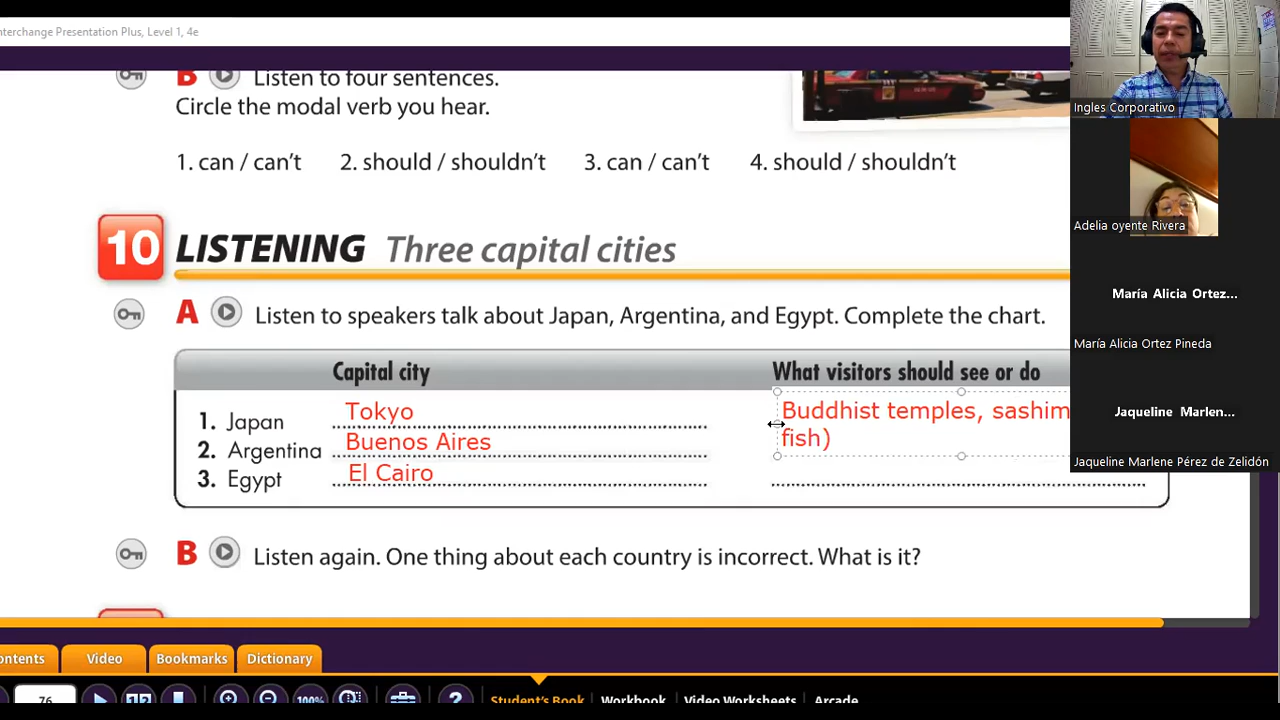 nterchange Presentation Plus, Level 1, 4e
B Listen to four sentences.
Circle the modal verb you hear.
1. can / can't 2. should / shouldn't 3. can / can't 4. should / shouldn't
10 LISTENING Three capital cities
A Listen to speakers talk about Japan, Argentina, and Egypt. Complete the chart.
Capital city What visitors should see or do
1. Japan Tokyo Buddhist temples, sashim
fish)
2. Argentina Buenos Aires
3. Egypt El Cairo
B Listen again. One thing about each country is incorrect. What is it?
ontents Video Bookmarks Dictionary
76 100% ? Student's Book Workbook Video Worksheets Arcade
Ingles Corporativo
Adelia oyente Rivera
María Alicia Ortez...
María Alicia Ortez Pineda
Jaqueline Marlen...
Jaqueline Marlene Pérez de Zelidón